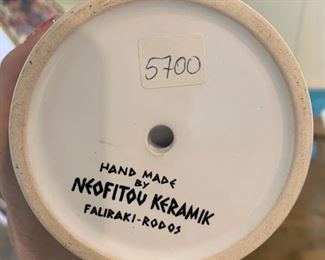 5700
HAND MADE
BY
NEOFITOU KERAMIK
FALIRAKI-RODOS